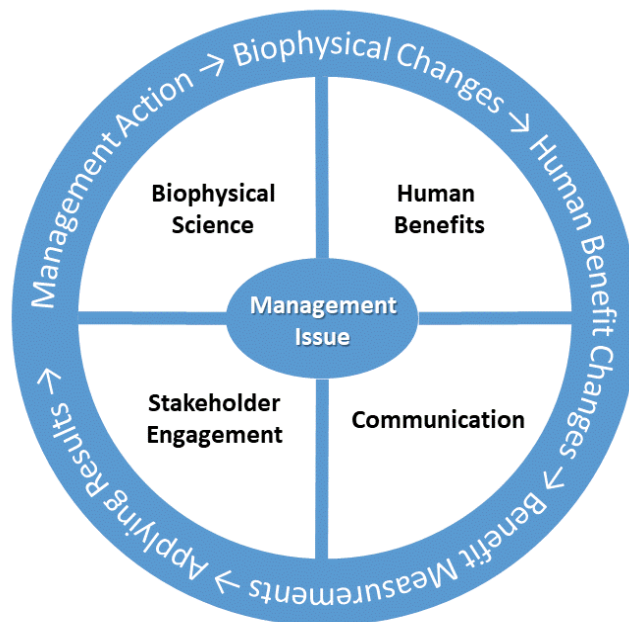 Management Action → Biophysical Changes → Human Benefit Changes → Benefit Measurements → Applying Results →
Biophysical
Science
Human
Benefits
Management
Issue
Stakeholder
Engagement
Communication